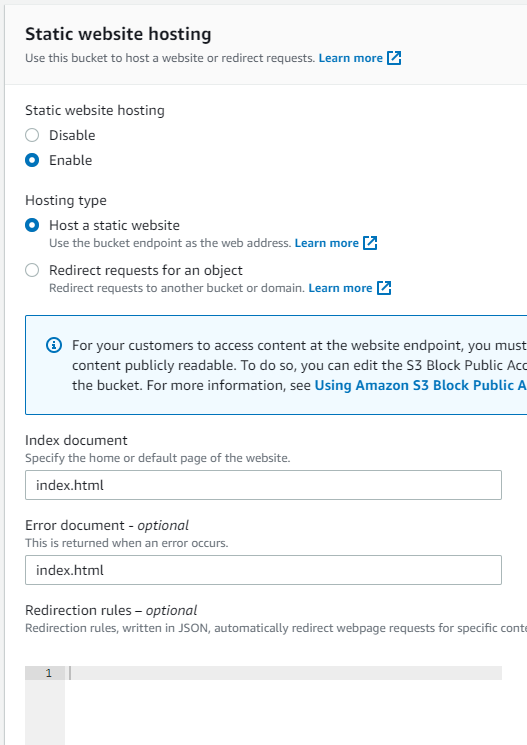 Static website hosting
Use this bucket to host a website or redirect requests. Learn more
Static website hosting
Disable
Enable
Hosting type
Host a static website
Use the bucket endpoint as the web address. Learn more
Redirect requests for an object
Redirect requests to another bucket or domain. Learn more
For your customers to access content at the website endpoint, you must
content publicly readable. To do so, you can edit the S3 Block Public
the bucket. For more information, see Using Amazon S3 Block Public
Index document
Specify the home or default page of the website.
index.html
Error document - optional
This is returned when an error occurs.
index.html
Redirection rules – optional
Redirection rules, written in JSON, automatically redirect webpage requests for specific
1